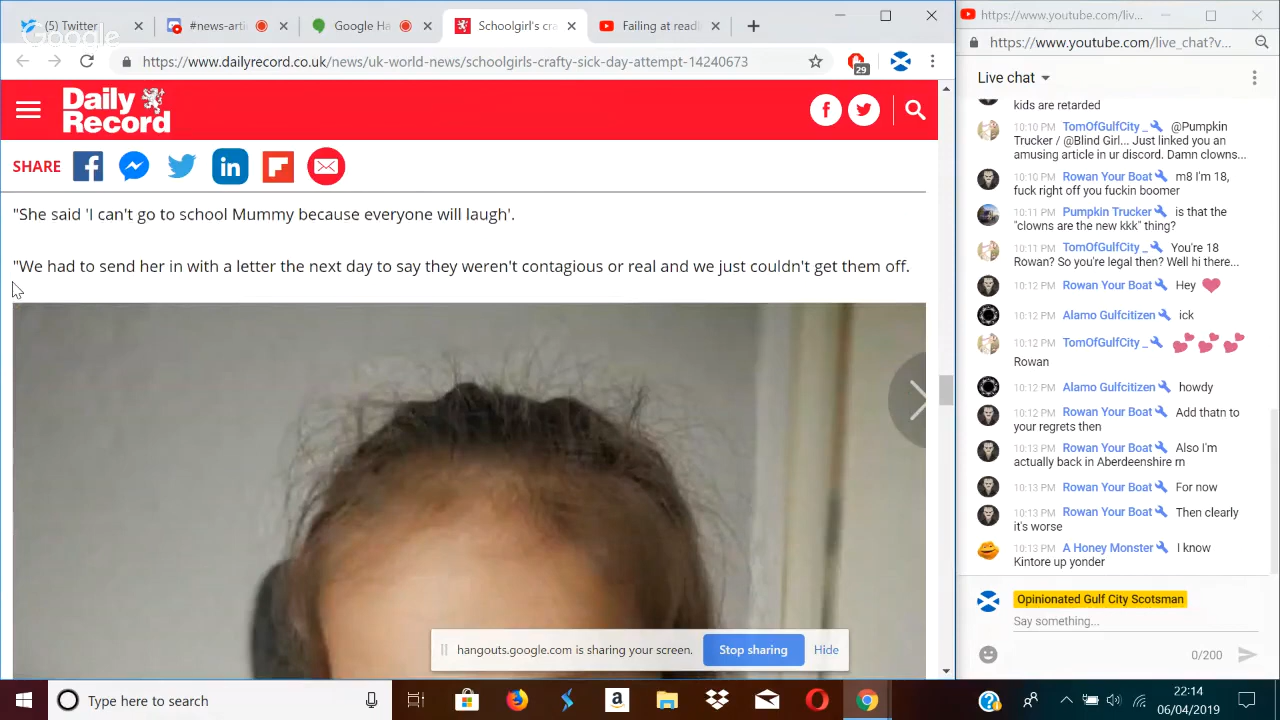 (5) Twitter
#news-artic
Google Ha
Schoolgirl's cra
Failing at readi
Google
https://www.dailyrecord.co.uk/news/uk-world-news/schoolgirls-crafty-sick-day-attempt-14240673
29
Daily
Record
SHARE
"She said 'I can't go to school Mummy because everyone will laugh'.
"We had to send her in with a letter the next day to say they weren't contagious or real and we just couldn't get them off.
hangouts.google.com is sharing your screen.
Stop sharing
Hide
https://www.youtube.com/liv...
https://www.youtube.com/live_chat?v...
Live chat
kids are retarded
10:10 PM TomOfGulfCity _ @Pumpkin
Trucker / @Blind Girl... Just linked you an
amusing article in ur discord. Damn clowns...
10:10 PM Rowan Your Boat m8 I'm 18,
fuck right off you fuckin boomer
10:11 PM Pumpkin Trucker is that the
"clowns are the new kkk" thing?
10:11 PM TomOfGulfCity _ You're 18
Rowan? So you're legal then? Well hi there...
10:12 PM Rowan Your Boat Hey
10:12 PM Alamo Gulfcitizen ick
10:12 PM TomOfGulfCity _
Rowan
10:12 PM Alamo Gulfcitizen howdy
10:12 PM Rowan Your Boat Add thatn to
your regrets then
10:13 PM Rowan Your Boat Also I'm
actually back in Aberdeenshire rn
10:13 PM Rowan Your Boat For now
10:13 PM Rowan Your Boat Then clearly
it's worse
10:13 PM A Honey Monster I know
Kintore up yonder
Opinionated Gulf City Scotsman
Say something...
0/200
Type here to search
22:14
06/04/2019